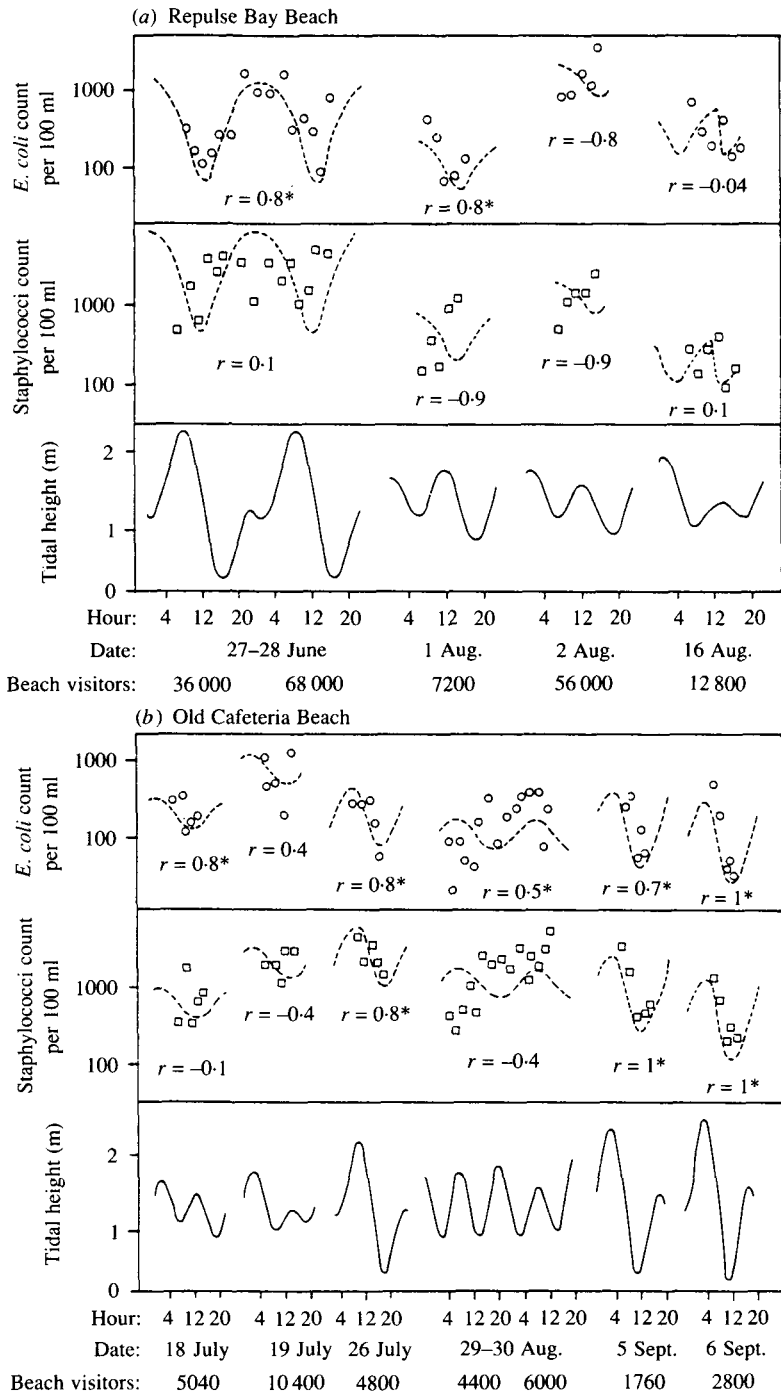 (a) Repulse Bay Beach
E. coli count
per 100 ml
1000
100
r = 0·8*
r = 0·8*
r = –0·8
r = –0·04
Staphylococci count
per 100 ml
1000
100
r = 0·1
r = –0·9
r = –0·9
r = 0·1
Tidal height (m)
2
1
0
Hour: 4 12 20 4 12 20 4 12 20 4 12 20 4 12 20
Date: 27–28 June 1 Aug. 2 Aug. 16 Aug.
Beach visitors: 36 000 68 000 7200 56 000 12 800
(b) Old Cafeteria Beach
E. coli count
per 100 ml
1000
100
r = 0·8*
r = 0·4
r = 0·8*
r = 0·5*
r = 0·7*
r = 1*
Staphylococci count
per 100 ml
1000
100
r = –0·1
r = –0·4
r = 0·8*
r = –0·4
r = 1*
r = 1*
Tidal height (m)
2
1
0
Hour: 4 12 20 4 12 20 4 12 20 4 12 20 4 12 20 4 12 20 4 12 20
Date: 18 July 19 July 26 July 29–30 Aug. 5 Sept. 6 Sept.
Beach visitors: 5040 10 400 4800 4400 6000 1760 2800